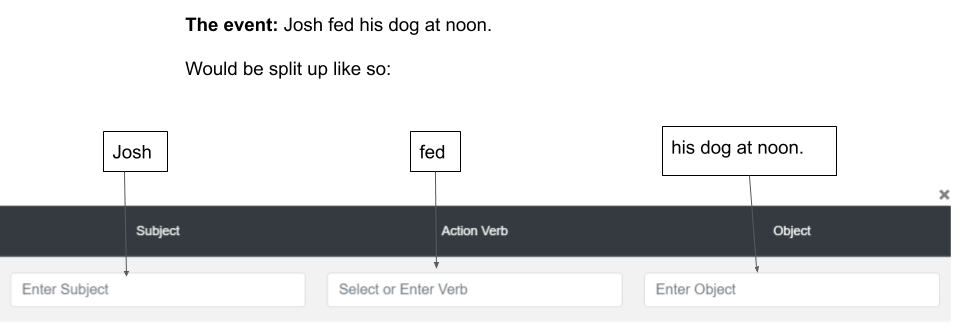 The event: Josh fed his dog at noon.
Would be split up like so:
Josh
fed
his dog at noon.
×
Subject
Action Verb
Object
Enter Subject
Select or Enter Verb
Enter Object